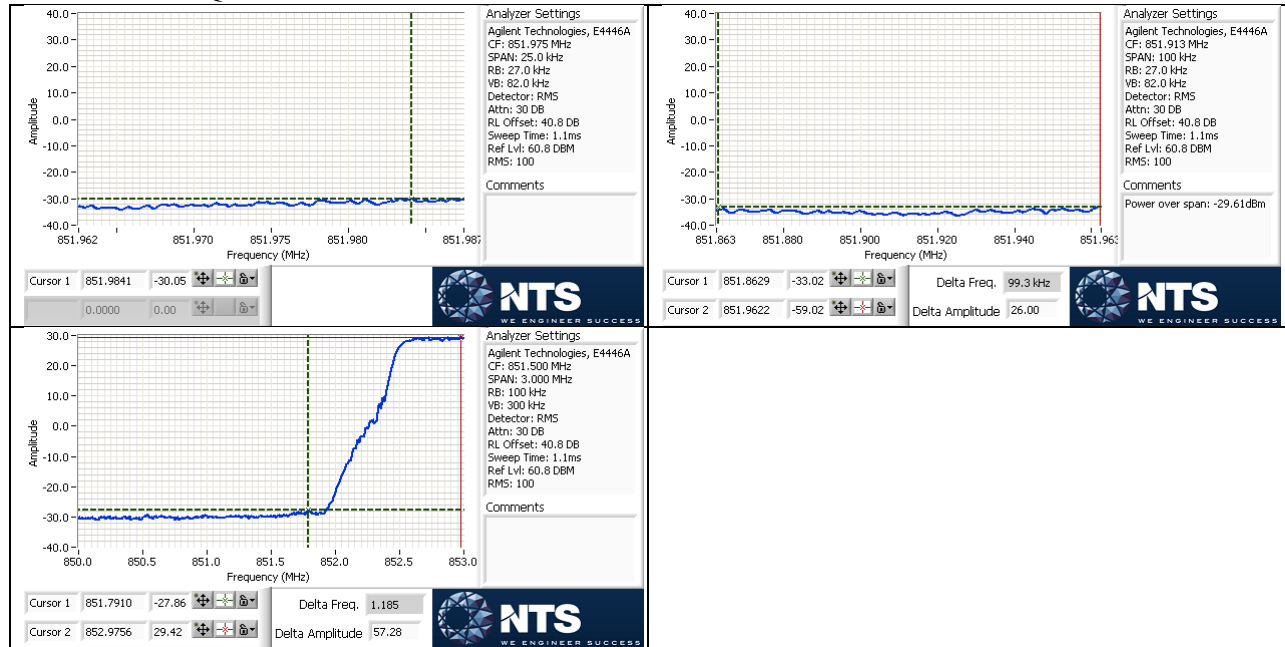 40.0
30.0
20.0
10.0
0.0
-10.0
-20.0
-30.0
-40.0
Amplitude
851.962 851.970 851.975 851.980 851.987
Frequency (MHz)
Analyzer Settings
Agilent Technologies, E4446A
CF: 851.975 MHz
SPAN: 25.0 kHz
RB: 27.0 kHz
VB: 82.0 kHz
Detector: RMS
Attn: 30 DB
RL Offset: 40.8 DB
Sweep Time: 1.1ms
Ref Lvl: 60.8 DBM
RMS: 100
Comments
Cursor 1 851.9841 -30.05
0.0000 0.00
NTS
WE ENGINEER SUCCESS
40.0
30.0
20.0
10.0
0.0
-10.0
-20.0
-30.0
-40.0
Amplitude
851.863 851.880 851.900 851.920 851.940 851.963
Frequency (MHz)
Analyzer Settings
Agilent Technologies, E4446A
CF: 851.913 MHz
SPAN: 100 kHz
RB: 27.0 kHz
VB: 82.0 kHz
Detector: RMS
Attn: 30 DB
RL Offset: 40.8 DB
Sweep Time: 1.1ms
Ref Lvl: 60.8 DBM
RMS: 100
Comments
Power over span: -29.61dBm
Cursor 1 851.8629 -33.02
Cursor 2 851.9622 -59.02
Delta Freq. 99.3 kHz
Delta Amplitude 26.00
NTS
WE ENGINEER SUCCESS
30.0
20.0
10.0
0.0
-10.0
-20.0
-30.0
-40.0
Amplitude
850.0 850.5 851.0 851.5 852.0 852.5 853.0
Frequency (MHz)
Analyzer Settings
Agilent Technologies, E4446A
CF: 851.500 MHz
SPAN: 3.000 MHz
RB: 100 kHz
VB: 300 kHz
Detector: RMS
Attn: 30 DB
RL Offset: 40.8 DB
Sweep Time: 1.1ms
Ref Lvl: 60.8 DBM
RMS: 100
Comments
Cursor 1 851.7910 -27.86
Cursor 2 852.9756 29.42
Delta Freq. 1.185
Delta Amplitude 57.28
NTS
WE ENGINEER SUCCESS